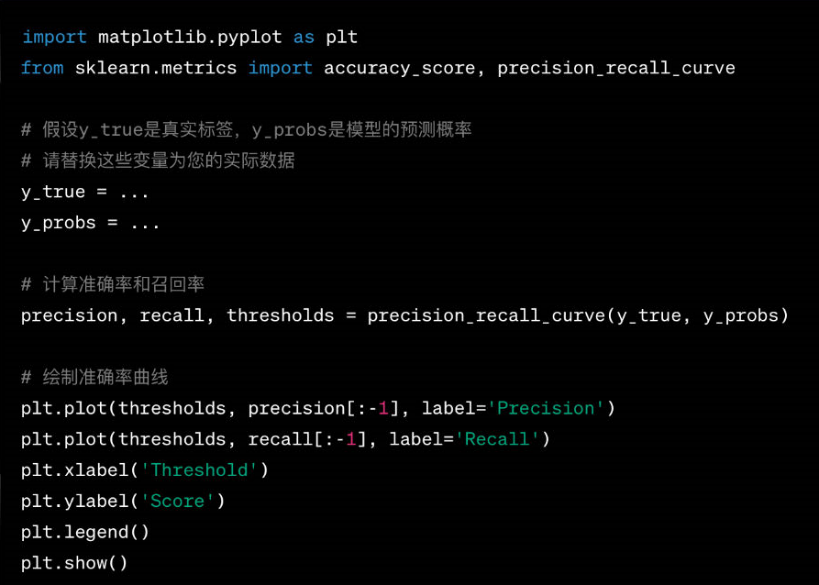 import matplotlib.pyplot as plt
from sklearn.metrics import accuracy_score, precision_recall_curve
# 假设y_true是真实标签，y_probs是模型的预测概率
# 请替换这些变量为您的实际数据
y_true = ...
y_probs = ...
# 计算准确率和召回率
precision, recall, thresholds = precision_recall_curve(y_true, y_probs)
# 绘制准确率曲线
plt.plot(thresholds, precision[:-1], label='Precision')
plt.plot(thresholds, recall[:-1], label='Recall')
plt.xlabel('Threshold')
plt.ylabel('Score')
plt.legend()
plt.show()